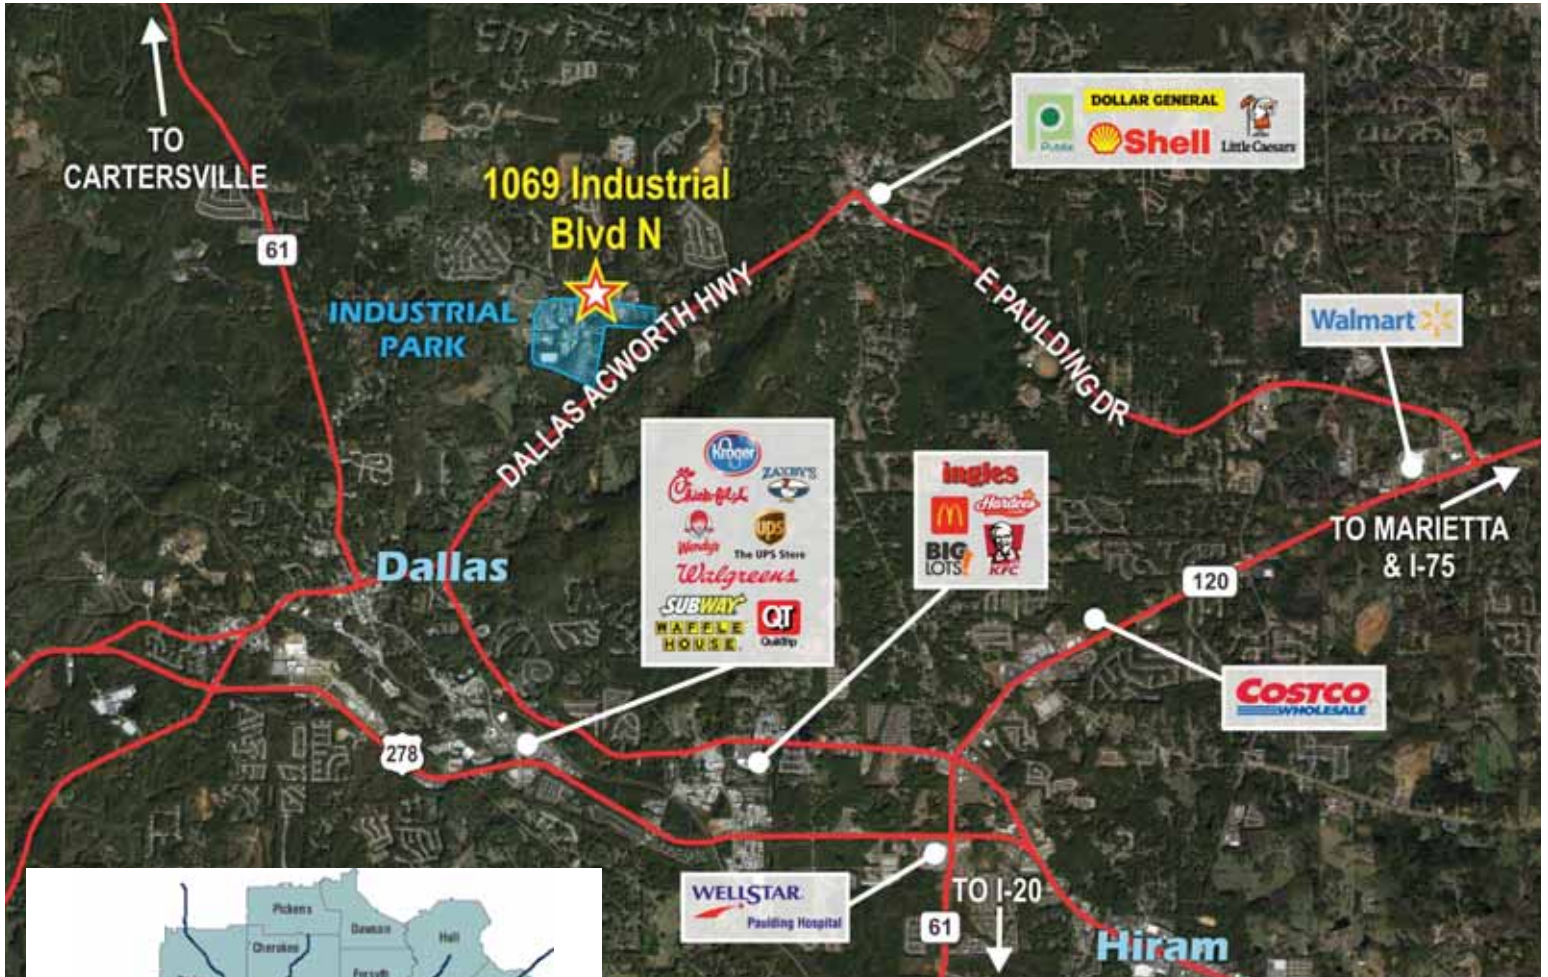 TO
CARTERSVILLE
61
1069 Industrial
Blvd N
INDUSTRIAL
PARK
DALLAS ACWORTH HWY
E PAULDING DR
Publix
DOLLAR GENERAL
Shell
Little Caesars
Walmart
TO MARIETTA
& I-75
120
COSTCO
WHOLESALE
Dallas
Kroger
Chick-fil-A
ZAXBY'S
Wendy's
ups
The UPS Store
Walgreens
SUBWAY
WAFFLE
HOUSE
QT
QuikTrip
ingles
Hardee's
BIG
LOTS!
KFC
278
WELLSTAR
Paulding Hospital
TO I-20
61
Hiram
Pickens
Dawson
Hall
Cherokee
Forsyth